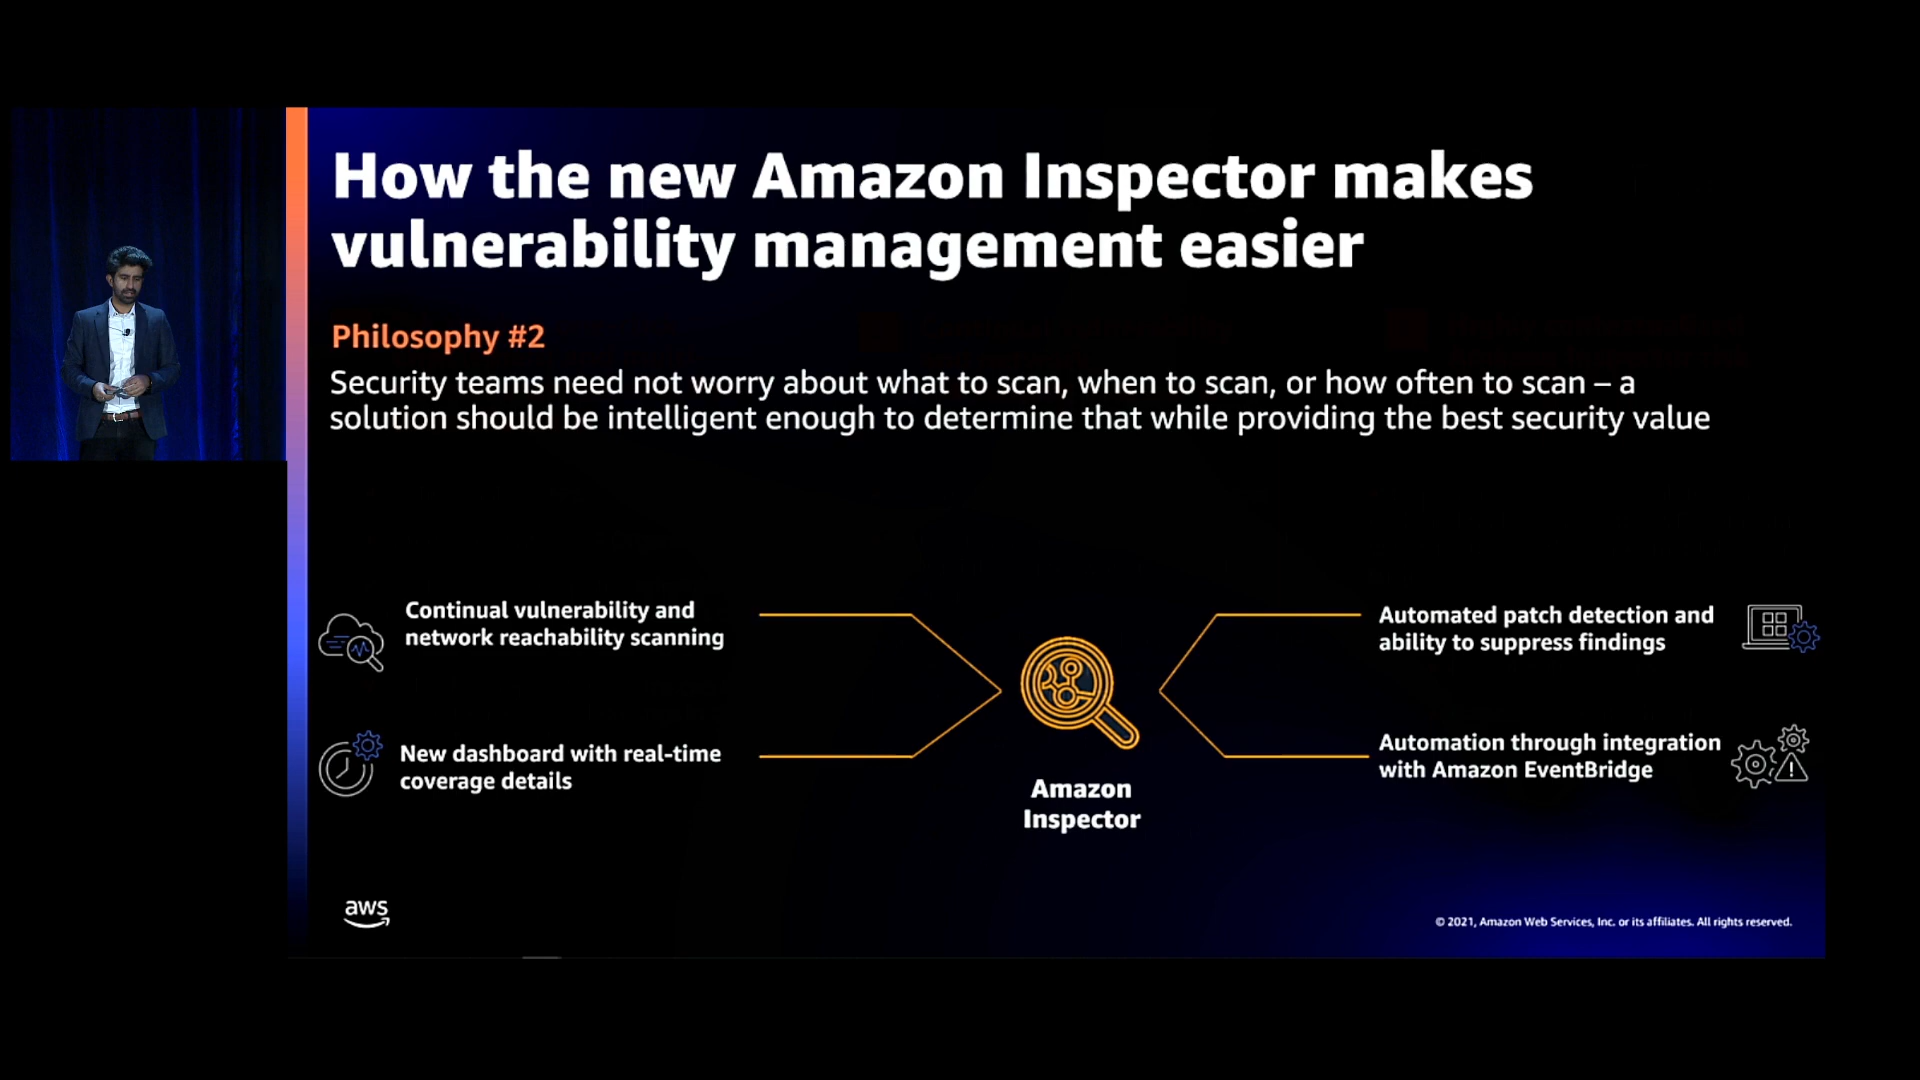 How the new Amazon Inspector makes
vulnerability management easier
Philosophy #2
Security teams need not worry about what to scan, when to scan, or how often to scan – a
solution should be intelligent enough to determine that while providing the best security value
Continual vulnerability and
network reachability scanning
New dashboard with real-time
coverage details
Amazon
Inspector
Automated patch detection and
ability to suppress findings
Automation through integration
with Amazon EventBridge
aws
© 2021, Amazon Web Services, Inc. or its affiliates. All rights reserved.